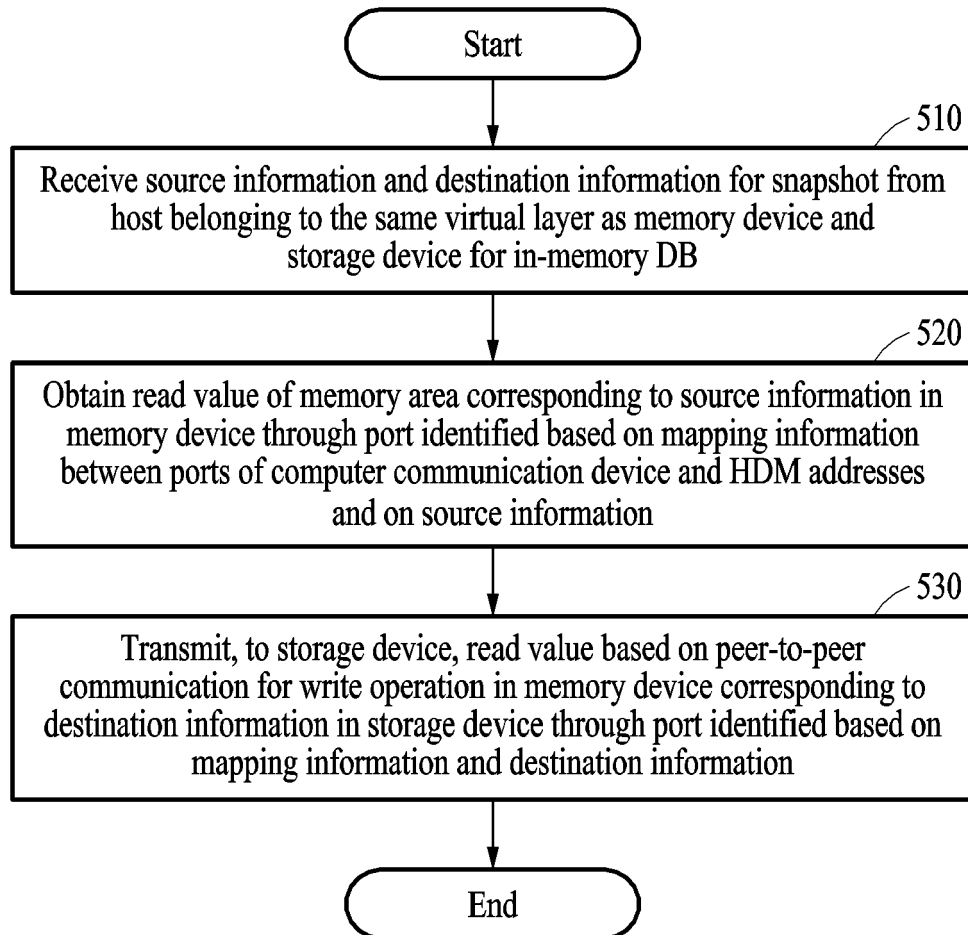 Start
510
Receive source information and destination information for snapshot from
host belonging to the same virtual layer as memory device and
storage device for in-memory DB
520
Obtain read value of memory area corresponding to source information in
memory device through port identified based on mapping information
between ports of computer communication device and HDM addresses
and on source information
530
Transmit, to storage device, read value based on peer-to-peer
communication for write operation in memory device corresponding to
destination information in storage device through port identified based on
mapping information and destination information
End